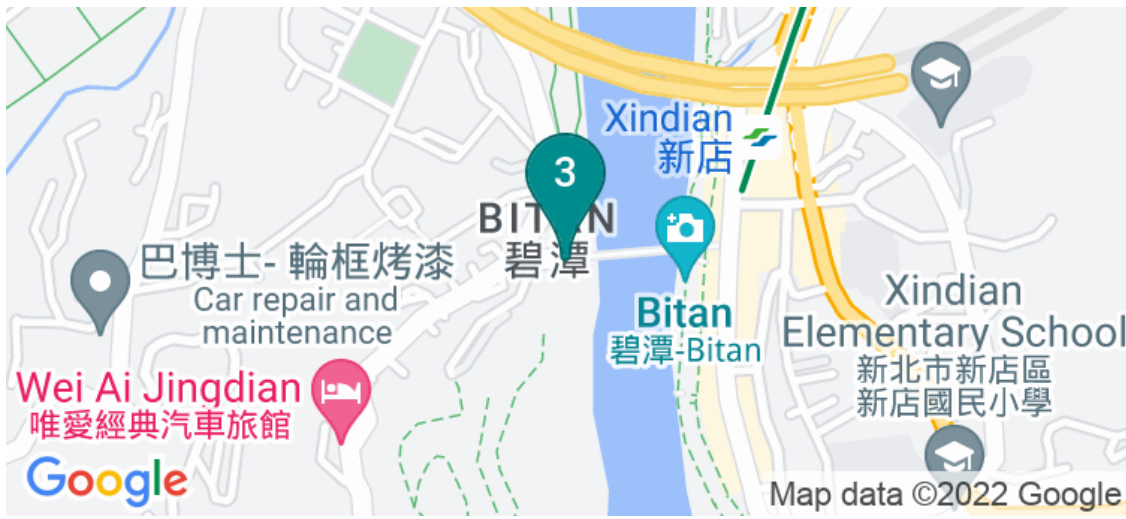 Xindian
新店
3
BITAN
碧潭
巴博士- 輪框烤漆
Car repair and
maintenance
Bitan
碧潭-Bitan
Xindian
Elementary School
新北市新店區
新店國民小學
Wei Ai Jingdian
唯愛經典汽車旅館
Google
Map data ©2022 Google